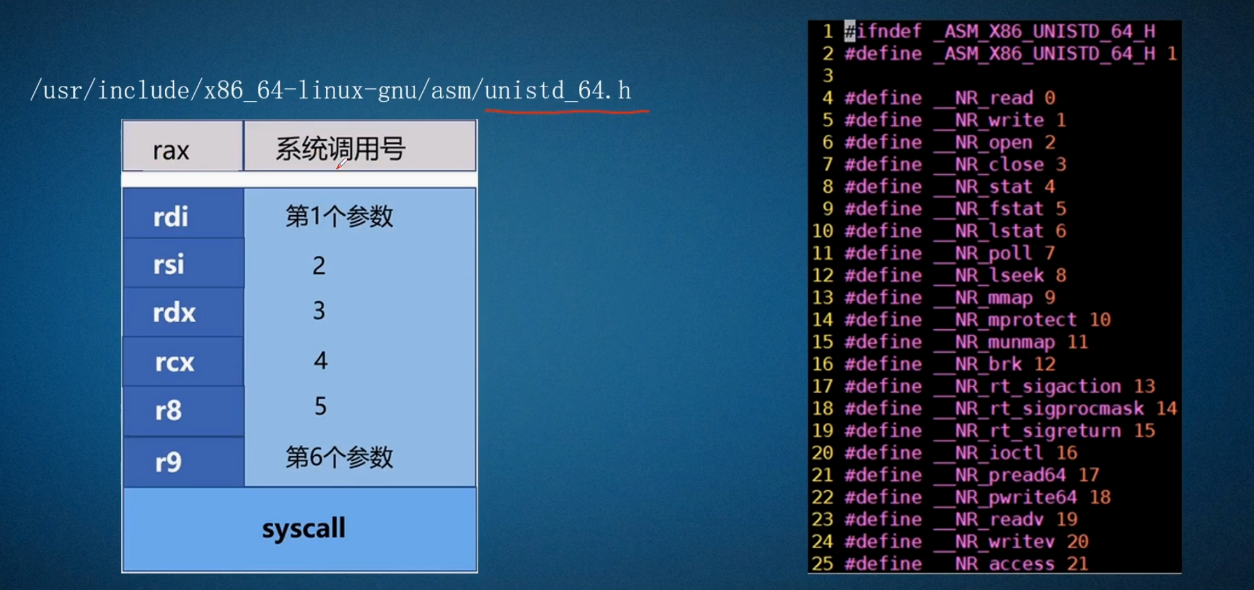 /usr/include/x86_64-linux-gnu/asm/unistd_64.h
rax 系统调用号
rdi 第1个参数
rsi 2
rdx 3
rcx 4
r8 5
r9 第6个参数
syscall
1 #ifndef _ASM_X86_UNISTD_64_H
2 #define _ASM_X86_UNISTD_64_H 1
3
4 #define __NR_read 0
5 #define __NR_write 1
6 #define __NR_open 2
7 #define __NR_close 3
8 #define __NR_stat 4
9 #define __NR_fstat 5
10 #define __NR_lstat 6
11 #define __NR_poll 7
12 #define __NR_lseek 8
13 #define __NR_mmap 9
14 #define __NR_mprotect 10
15 #define __NR_munmap 11
16 #define __NR_brk 12
17 #define __NR_rt_sigaction 13
18 #define __NR_rt_sigprocmask 14
19 #define __NR_rt_sigreturn 15
20 #define __NR_ioctl 16
21 #define __NR_pread64 17
22 #define __NR_pwrite64 18
23 #define __NR_readv 19
24 #define __NR_writev 20
25 #define __NR_access 21